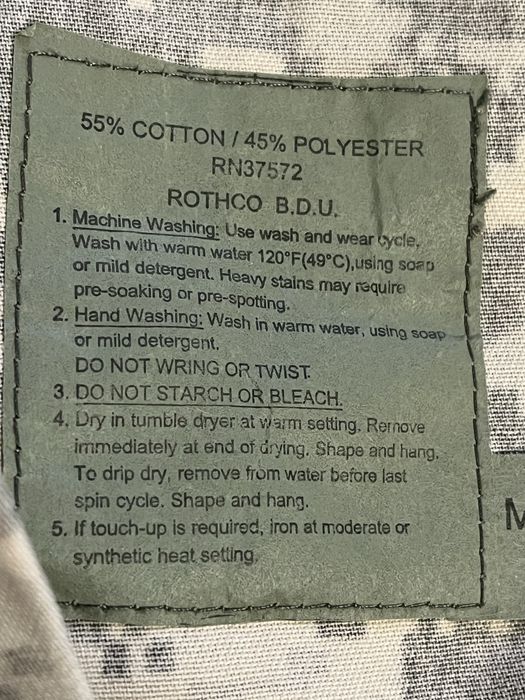 55% COTTON / 45% POLYESTER
RN37572
ROTHCO B.D.U.
1. Machine Washing: Use wash and wear cycle.
Wash with warm water 120°F(49°C),using soap
or mild detergent. Heavy stains may require
pre-soaking or pre-spotting.
2. Hand Washing: Wash in warm water, using soap
or mild detergent.
DO NOT WRING OR TWIST.
3. DO NOT STARCH OR BLEACH.
4. Dry in tumble dryer at warm setting. Remove
immediately at end of drying. Shape and hang.
To drip dry, remove from water before last
spin cycle. Shape and hang.
5. If touch-up is required, iron at moderate or
synthetic heat setting.
M